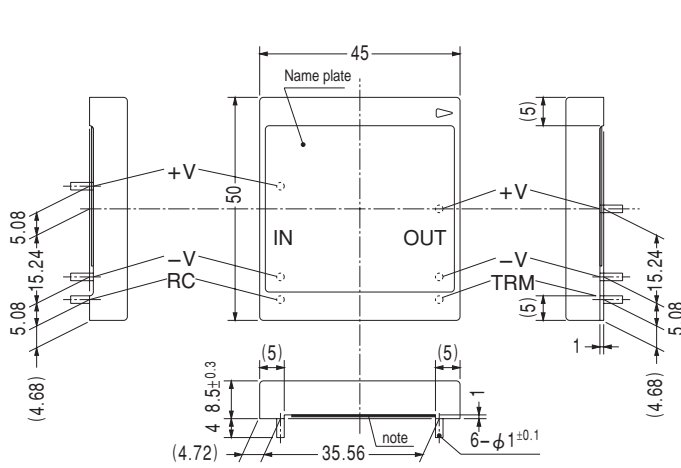 45
Name plate
(5)
+V
50
+V
5.08
IN
OUT
15.24
−V
−V
15.24
RC
TRM
5.08
(5)
5.08
1
(4.68)
(4.68)
(5)
(5)
8.5±0.3
1
4
note
6−ϕ1±0.1
(4.72)
35.56